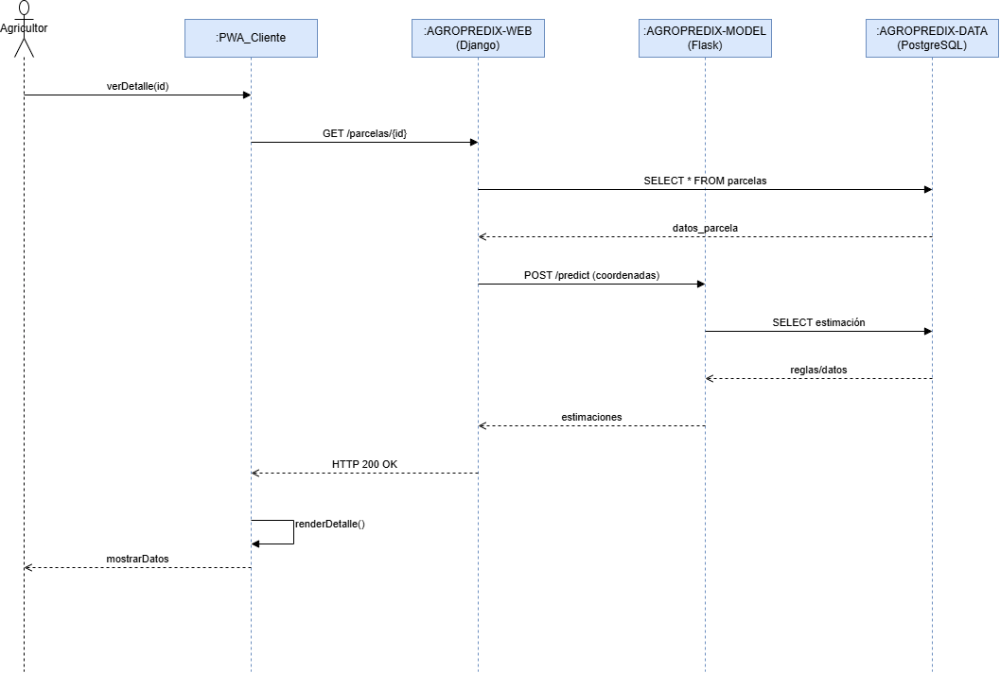 Agricultor
:PWA_Cliente
:AGROPREDIX-WEB
(Django)
:AGROPREDIX-MODEL
(Flask)
:AGROPREDIX-DATA
(PostgreSQL)
verDetalle(id)
GET /parcelas/{id}
SELECT * FROM parcelas
datos_parcela
POST /predict (coordenadas)
SELECT estimación
reglas/datos
estimaciones
HTTP 200 OK
renderDetalle()
mostrarDatos